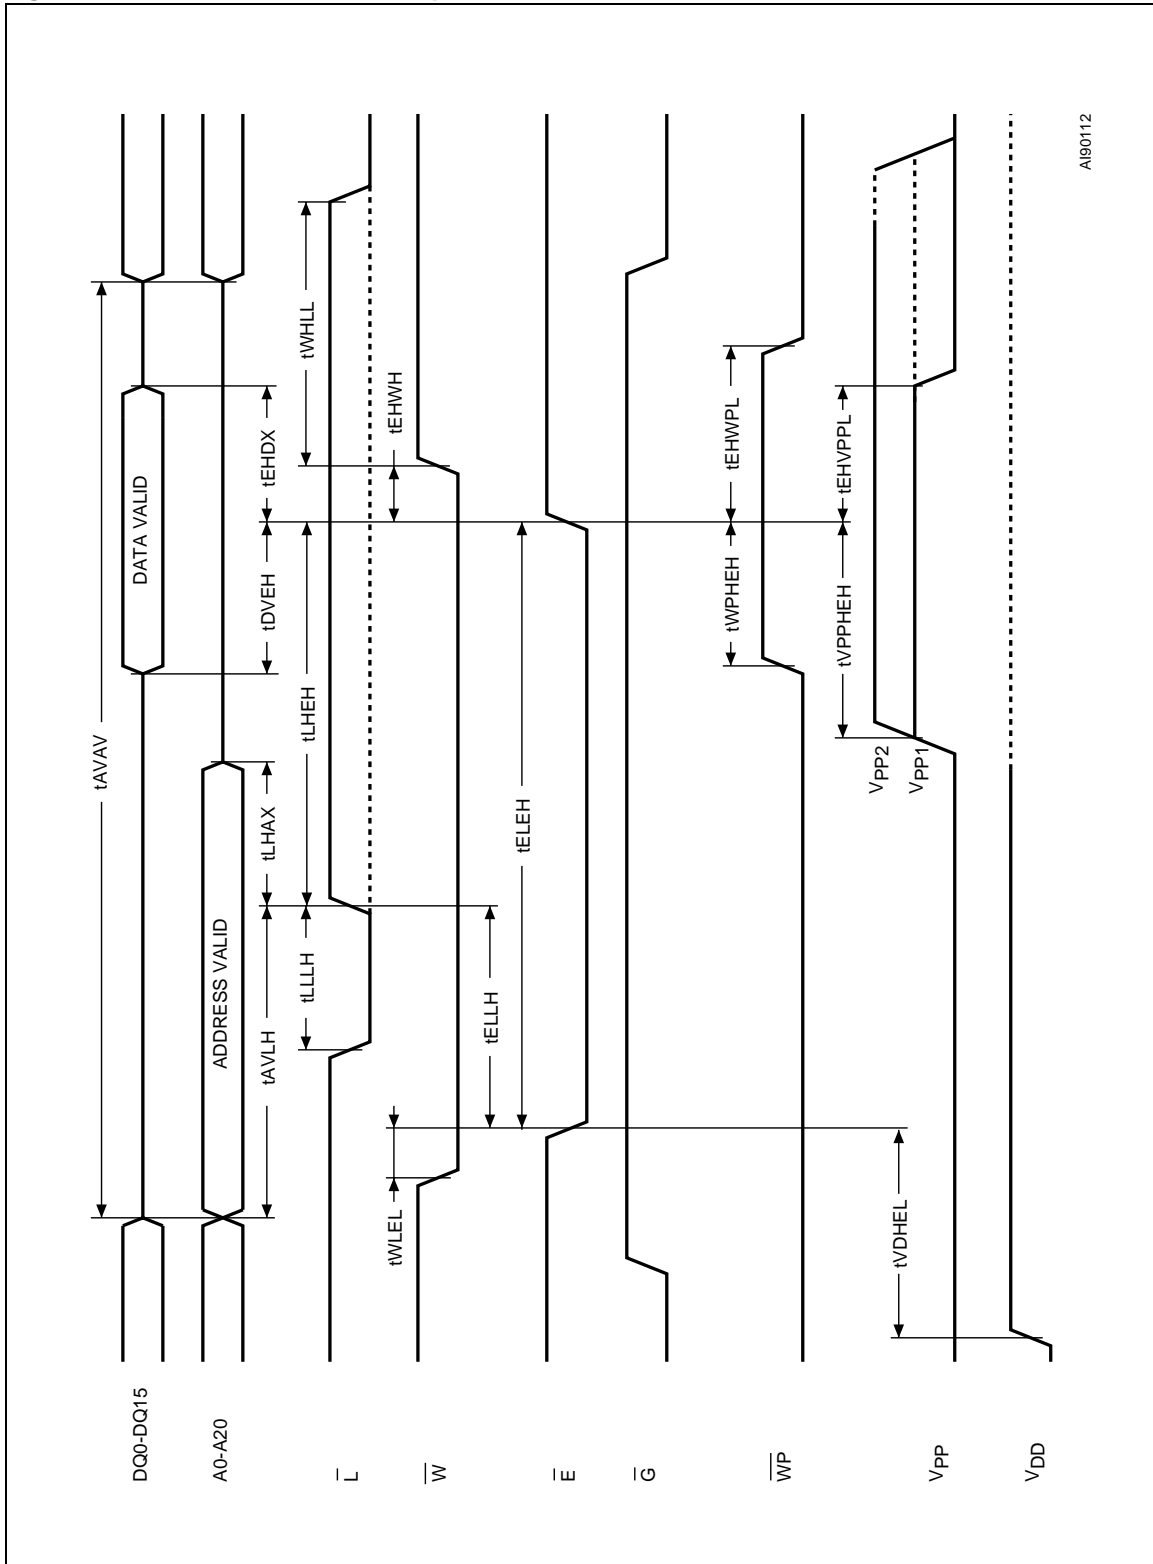 DQ0-DQ15
A0-A20
L
W
E
G
WP
VPP
VDD
tAVAV
DATA VALID
ADDRESS VALID
tAVLH
tLHAX
tDVEH
tEHDX
tLLLH
tLHEH
tWHLL
tWLEL
tEHWH
tELLH
tELEH
tWPHEH
tEHWPL
tVPPHEH
tEHVPPL
VPP2
VPP1
tVDHEL
AI90112